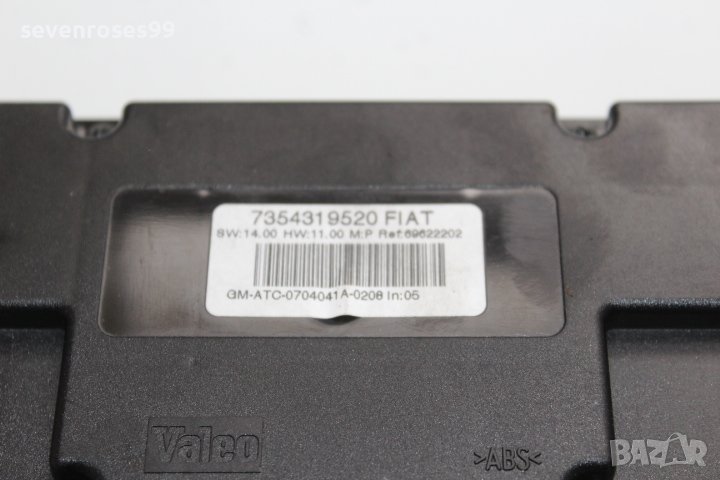 sevenroses99
7354319520 FIAT
SW:14.00 HW:11.00 M:P Ref:69622202
GM-ATC-0704041A-0208 In:05
Valeo
>ABS<
BAZAR